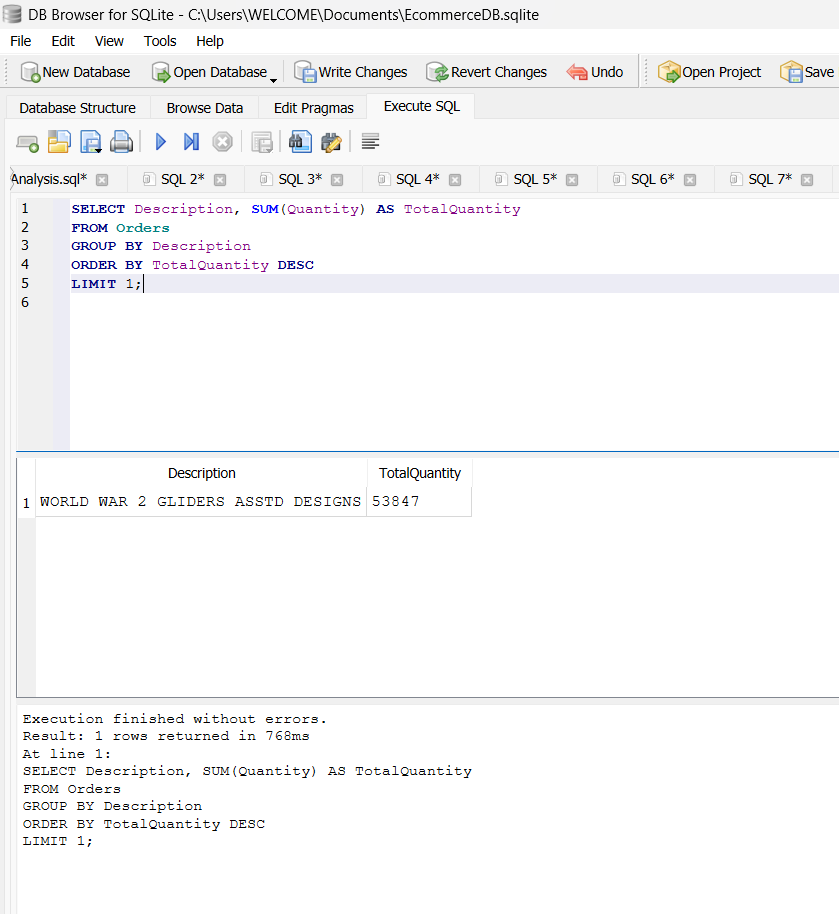 DB Browser for SQLite - C:\Users\WELCOME\Documents\EcommerceDB.sqlite
File Edit View Tools Help
New Database Open Database Write Changes Revert Changes Undo Open Project Save
Database Structure Browse Data Edit Pragmas Execute SQL
Analysis.sql* SQL 2* SQL 3* SQL 4* SQL 5* SQL 6* SQL 7*
1 SELECT Description, SUM(Quantity) AS TotalQuantity
2 FROM Orders
3 GROUP BY Description
4 ORDER BY TotalQuantity DESC
5 LIMIT 1;
6
Description TotalQuantity
1 WORLD WAR 2 GLIDERS ASSTD DESIGNS 53847
Execution finished without errors.
Result: 1 rows returned in 768ms
At line 1:
SELECT Description, SUM(Quantity) AS TotalQuantity
FROM Orders
GROUP BY Description
ORDER BY TotalQuantity DESC
LIMIT 1;